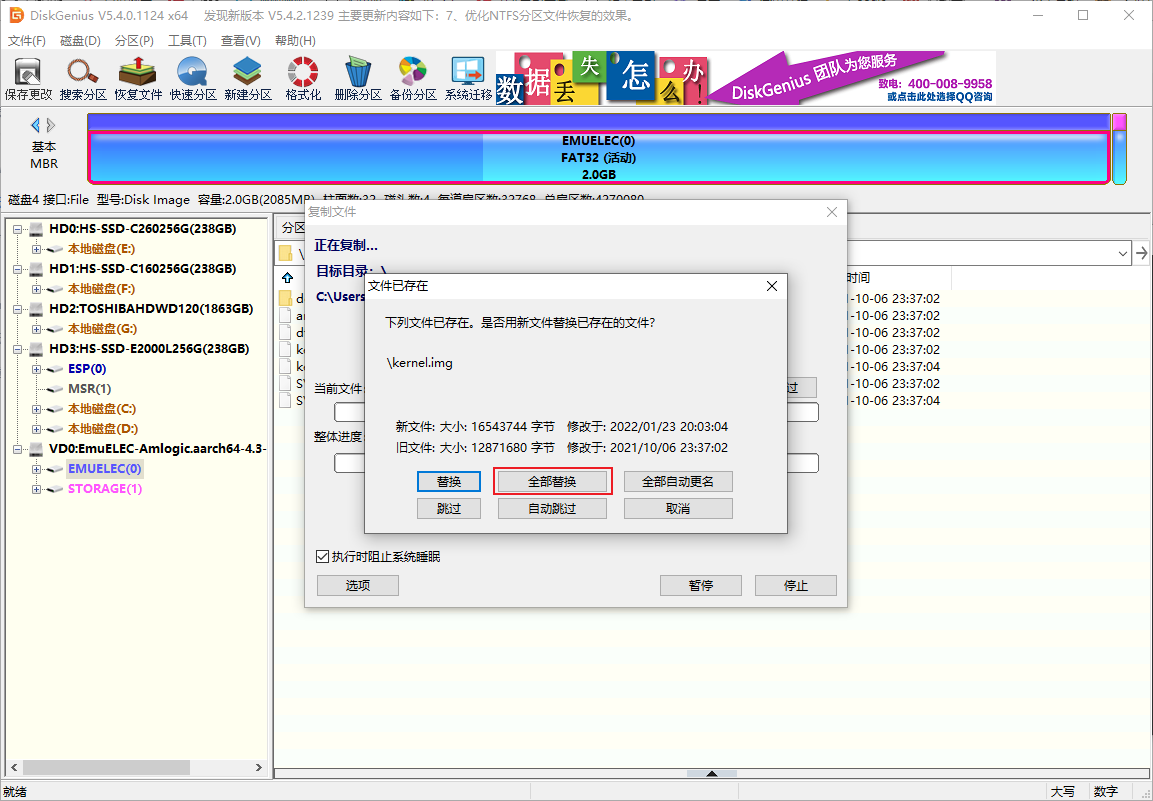 DiskGenius V5.4.0.1124 x64 发现新版本 V5.4.2.1239 主要更新内容如下：7、优化NTFS分区文件恢复的效果。
文件(F) 磁盘(D) 分区(P) 工具(T) 查看(V) 帮助(H)
保存更改 搜索分区 恢复文件 快速分区 新建分区 格式化 删除分区 备份分区 系统迁移
数据丢失怎么办！
DiskGenius 团队为您服务
致电：400-008-9958
或点击此处选择QQ咨询
基本
MBR
EMUELEC(0)
FAT32 (活动)
2.0GB
磁盘4 接口:File 型号:Disk Image 容量:2.0GB(2085MB) 柱面数:32 磁头数:4 每道扇区数:32768 总扇区数:4270080
HD0:HS-SSD-C260256G(238GB)
本地磁盘(E:)
HD1:HS-SSD-C160256G(238GB)
本地磁盘(F:)
HD2:TOSHIBAHDWD120(1863GB)
本地磁盘(G:)
HD3:HS-SSD-E2000L256G(238GB)
ESP(0)
MSR(1)
本地磁盘(C:)
本地磁盘(D:)
VD0:EmuELEC-Amlogic.aarch64-4.3-
EMUELEC(0)
STORAGE(1)
分区
\
时间
d
1-10-06 23:37:02
a
1-10-06 23:37:02
d
1-10-06 23:37:02
k
1-10-06 23:37:02
k
1-10-06 23:37:04
S
1-10-06 23:37:02
S
1-10-06 23:37:04
复制文件
正在复制...
目标目录: \
C:\Users
当前文件:
过
整体进度:
文件已存在
下列文件已存在。是否用新文件替换已存在的文件?
\kernel.img
新文件: 大小: 16543744 字节 修改于: 2022/01/23 20:03:04
旧文件: 大小: 12871680 字节 修改于: 2021/10/06 23:37:02
替换 全部替换 全部自动更名
跳过 自动跳过 取消
执行时阻止系统睡眠
选项 暂停 停止
就绪 大写 数字